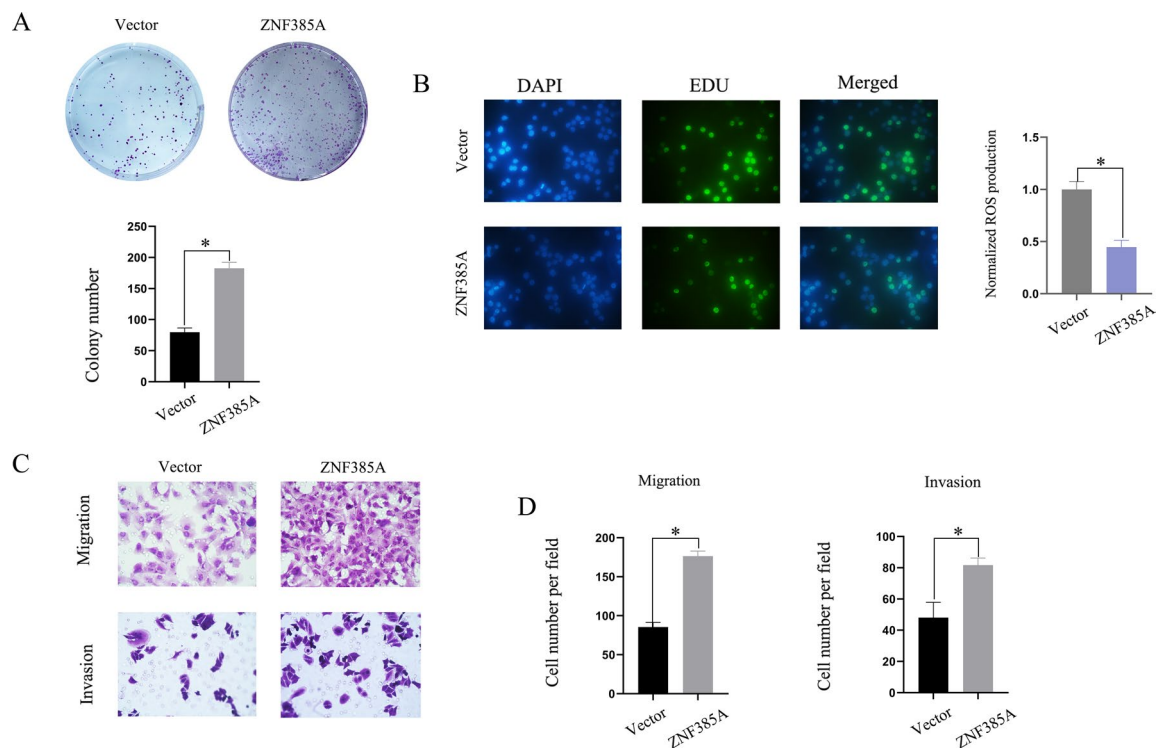 A
Vector ZNF385A
250
200
150
100
50
0
Colony number
*
Vector ZNF385A
B
DAPI EDU Merged
Vector
ZNF385A
1.5
1.0
0.5
0.0
Normalized ROS production
*
Vector ZNF385A
C
Vector ZNF385A
Migration
Invasion
D
Migration
200
150
100
50
0
Cell number per field
*
Vector ZNF385A
Invasion
100
80
60
40
20
0
Cell number per field
*
Vector ZNF385A